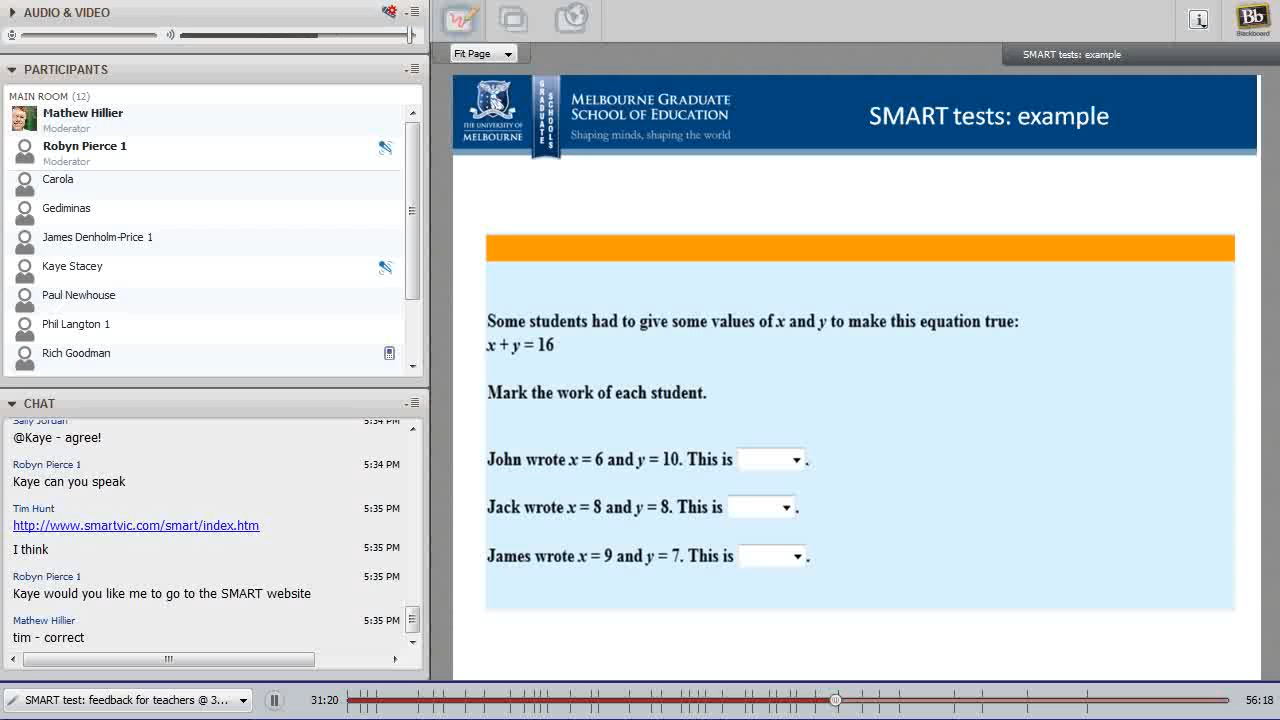 AUDIO & VIDEO
PARTICIPANTS
MAIN ROOM (12)
Mathew Hillier
Moderator
Robyn Pierce 1
Moderator
Carola
Gediminas
James Denholm-Price 1
Kaye Stacey
Paul Newhouse
Phil Langton 1
Rich Goodman
CHAT
Sally Jordan 5:34 PM
@Kaye - agree!
Robyn Pierce 1 5:34 PM
Kaye can you speak
Tim Hunt 5:35 PM
http://www.smartvic.com/smart/index.htm
I think 5:35 PM
Robyn Pierce 1 5:35 PM
Kaye would you like me to go to the SMART website
Mathew Hillier 5:35 PM
tim - correct
Fit Page
SMART tests: example
Bb
Blackboard
THE UNIVERSITY OF
MELBOURNE
GRADUATE
SCHOOLS
MELBOURNE GRADUATE
SCHOOL OF EDUCATION
Shaping minds, shaping the world
SMART tests: example
Some students had to give some values of x and y to make this equation true:
x + y = 16
Mark the work of each student.
John wrote x = 6 and y = 10. This is .
Jack wrote x = 8 and y = 8. This is .
James wrote x = 9 and y = 7. This is .
SMART test: feedback for teachers @ 3...
31:20
56:18